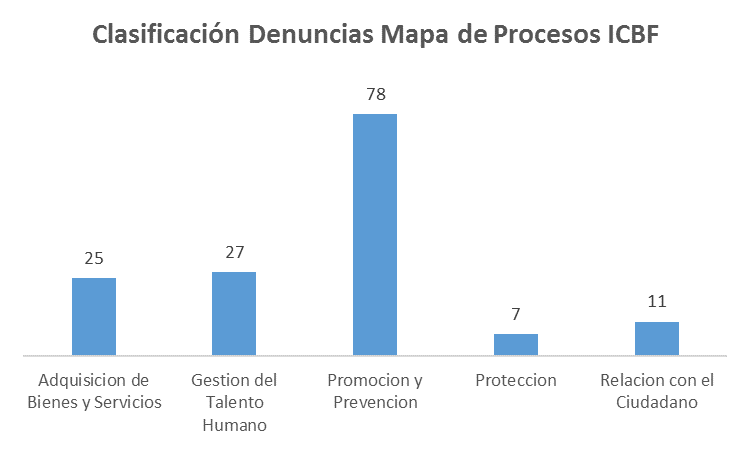 Clasificación Denuncias Mapa de Procesos ICBF
25
27
78
7
11
Adquisicion de
Bienes y Servicios
Gestion del
Talento
Humano
Promocion y
Prevencion
Proteccion
Relacion con el
Ciudadano